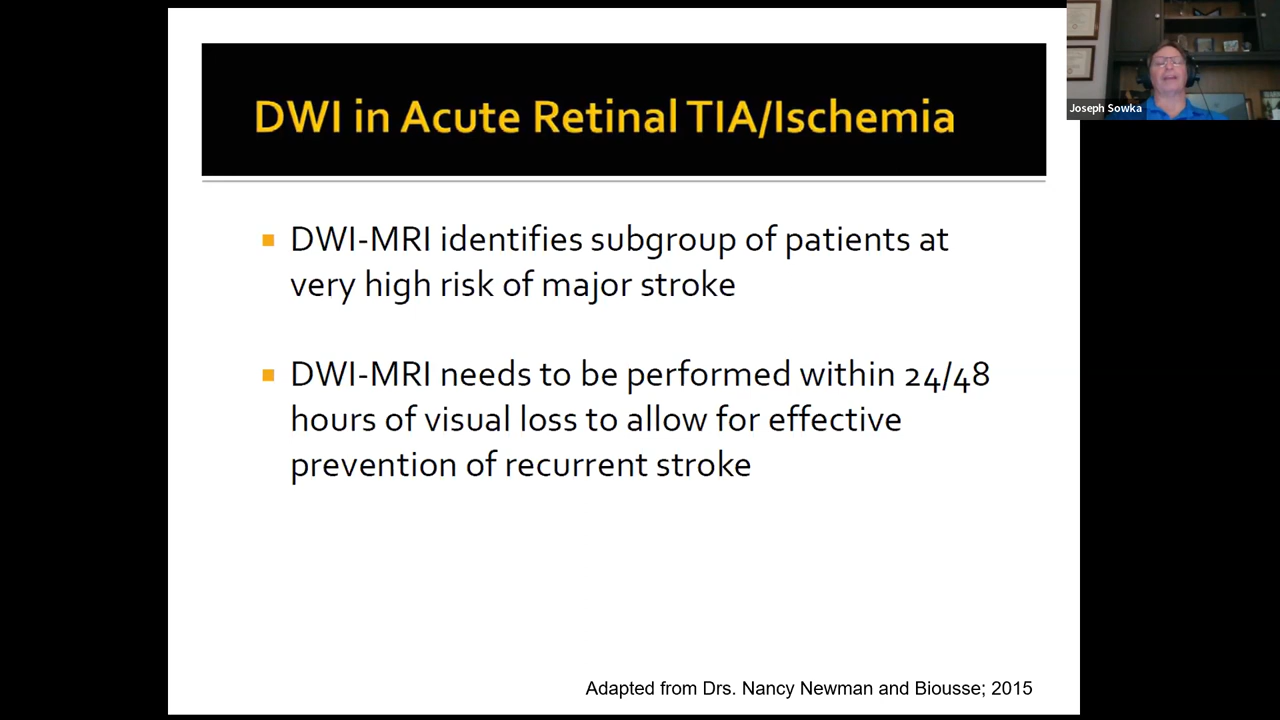 DWI in Acute Retinal TIA/Ischemia
Joseph Sowka
■ DWI-MRI identifies subgroup of patients at
very high risk of major stroke
■ DWI-MRI needs to be performed within 24/48
hours of visual loss to allow for effective
prevention of recurrent stroke
Adapted from Drs. Nancy Newman and Biousse; 2015